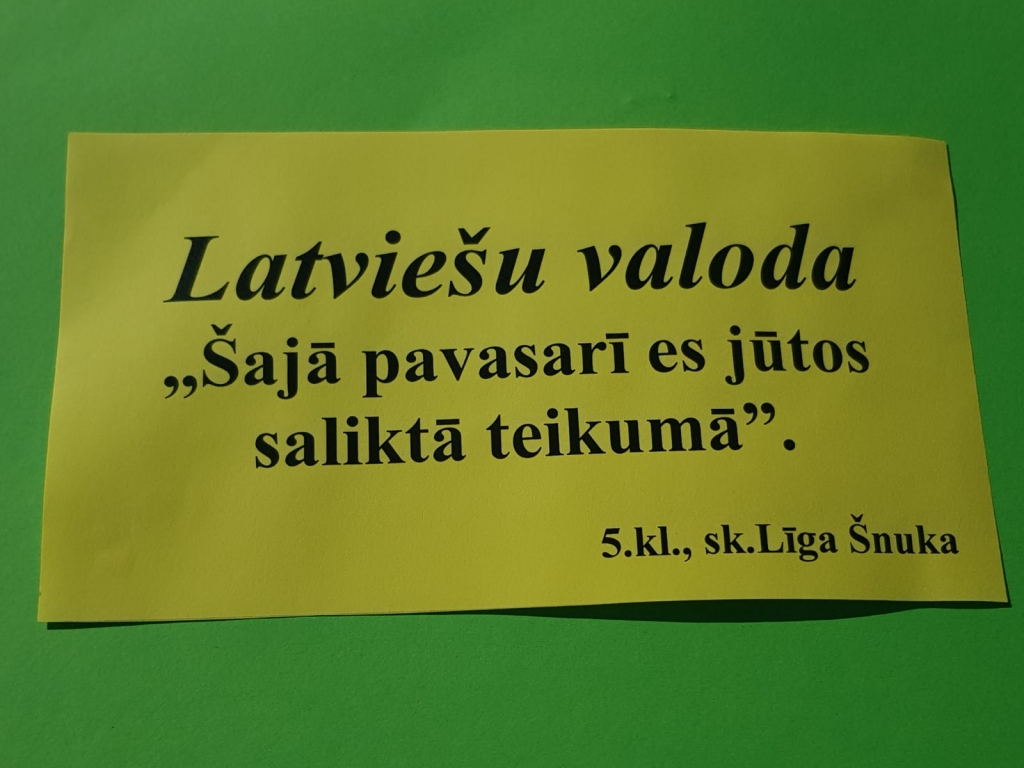 Latviešu valoda
„Šajā pavasarī es jūtos
saliktā teikumā”.
5.kl., sk.Līga Šnuka